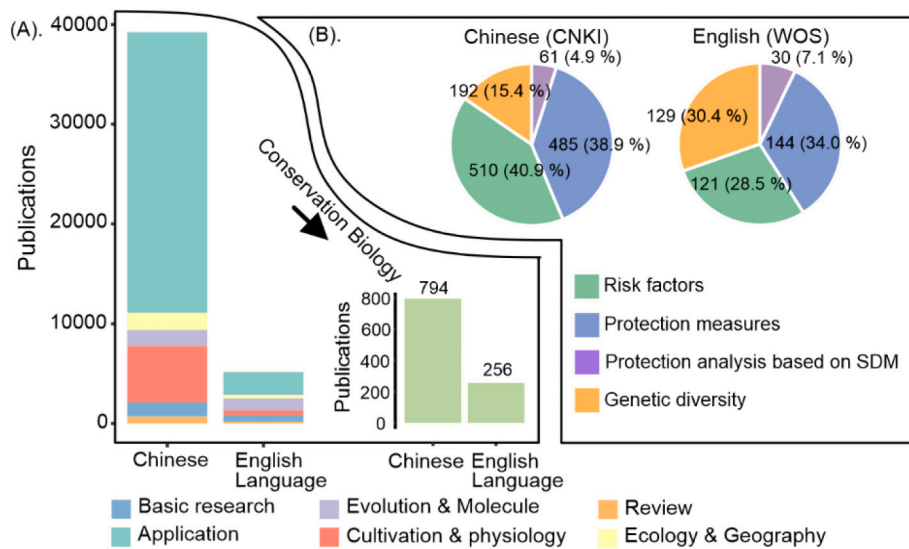 (A).
40000
30000
20000
10000
0
Publications
Chinese
English
Language
Conservation Biology
Publications
800
600
400
200
0
794
256
Chinese
English
Language
(B).
Chinese (CNKI)
61 (4.9 %)
192 (15.4 %)
485 (38.9 %)
510 (40.9 %)
English (WOS)
30 (7.1 %)
129 (30.4 %)
144 (34.0 %)
121 (28.5 %)
Risk factors
Protection measures
Protection analysis based on SDM
Genetic diversity
Basic research
Evolution & Molecule
Review
Application
Cultivation & physiology
Ecology & Geography